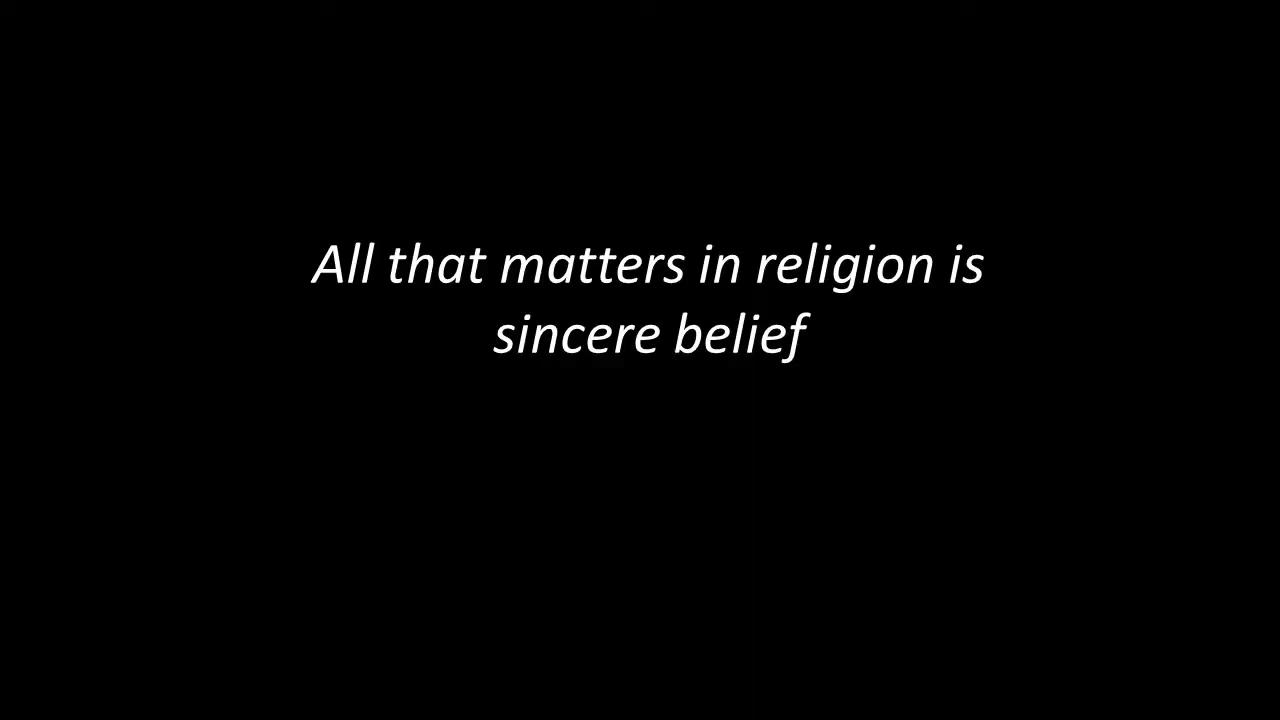 All that matters in religion is
sincere belief